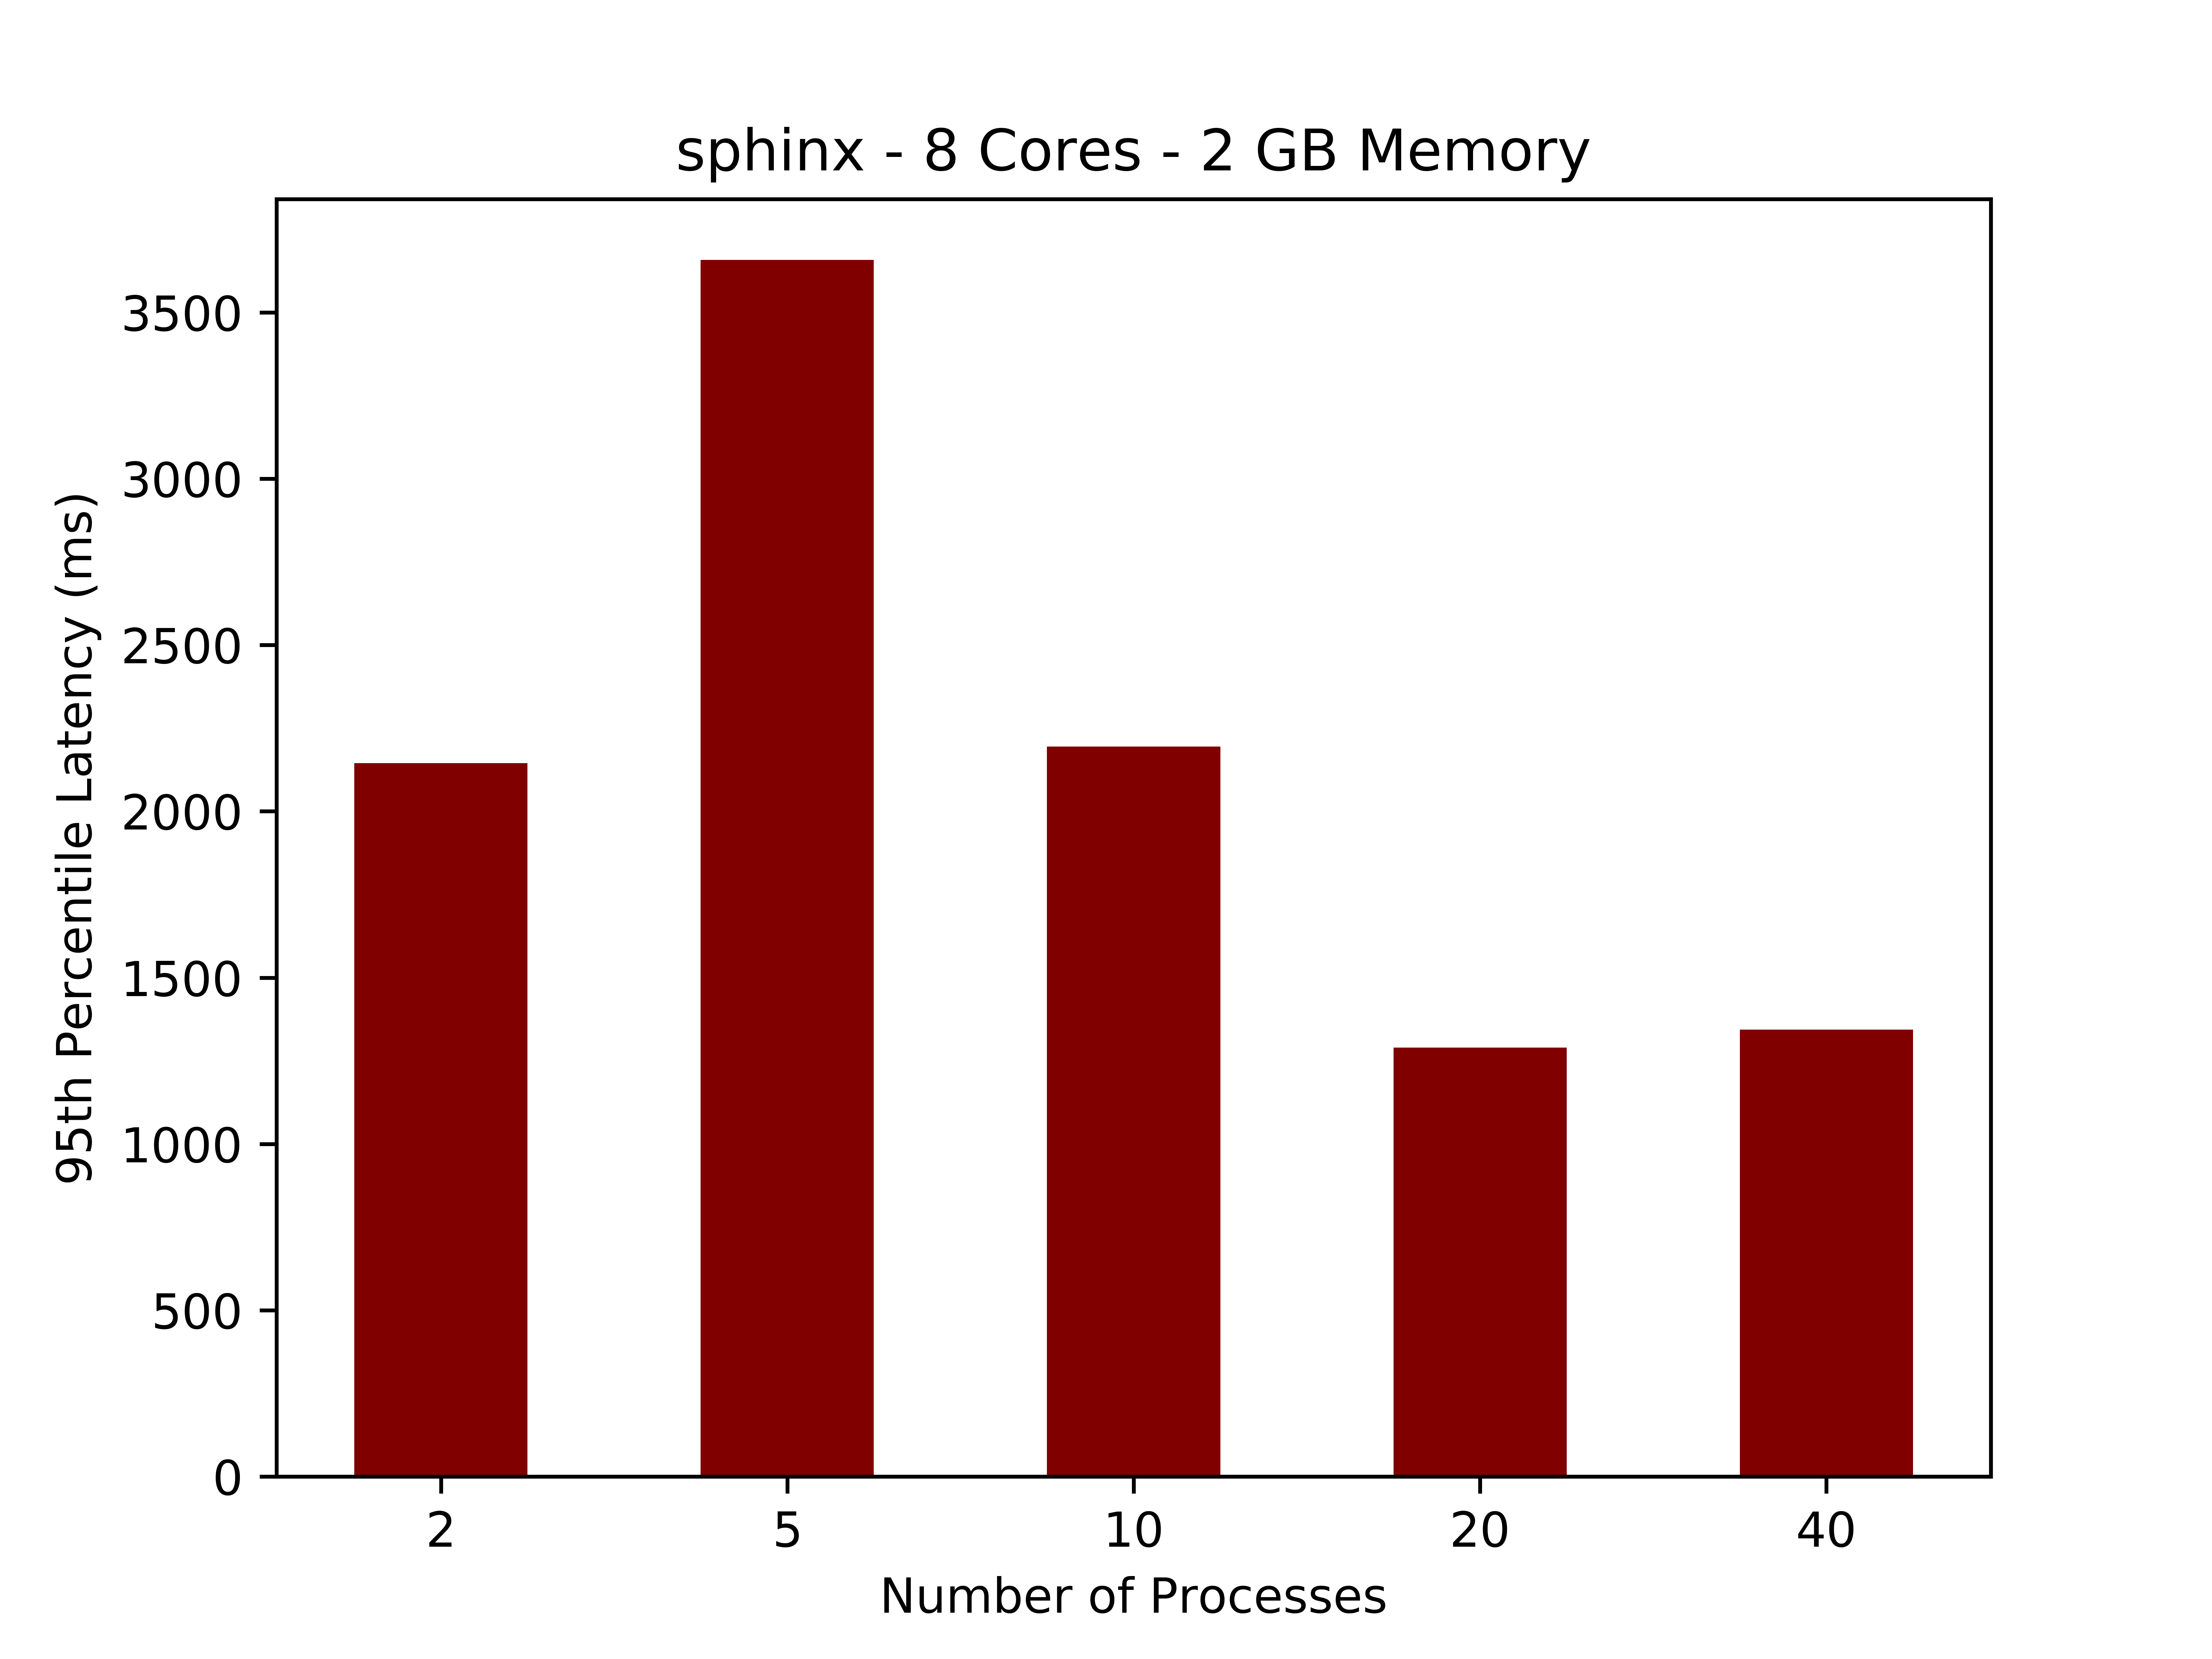 sphinx - 8 Cores - 2 GB Memory
95th Percentile Latency (ms)
3500
3000
2500
2000
1500
1000
500
0
2 5 10 20 40
Number of Processes